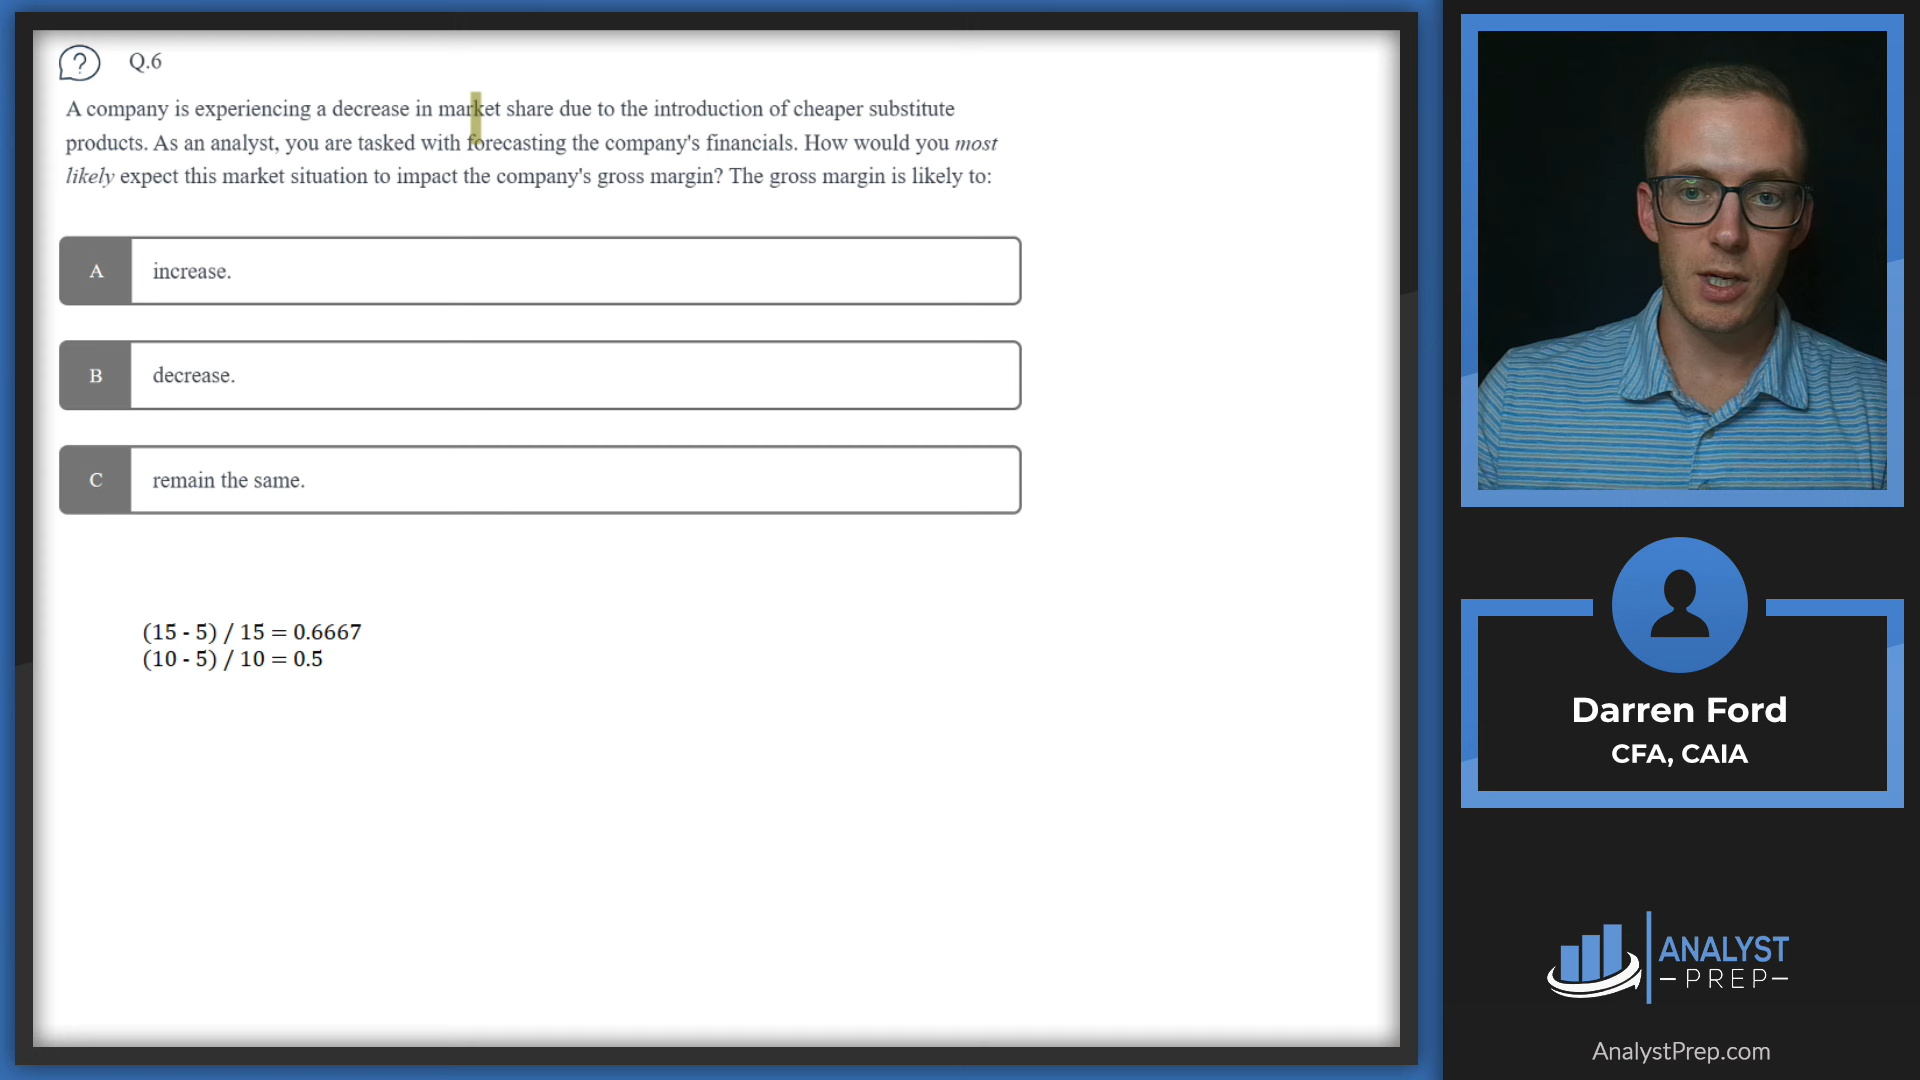 Q.6
A company is experiencing a decrease in market share due to the introduction of cheaper substitute
products. As an analyst, you are tasked with forecasting the company's financials. How would you most
likely expect this market situation to impact the company's gross margin? The gross margin is likely to:
A increase.
B decrease.
C remain the same.
(15 - 5) / 15 = 0.6667
(10 - 5) / 10 = 0.5
Darren Ford
CFA, CAIA
ANALYST
PREP
AnalystPrep.com